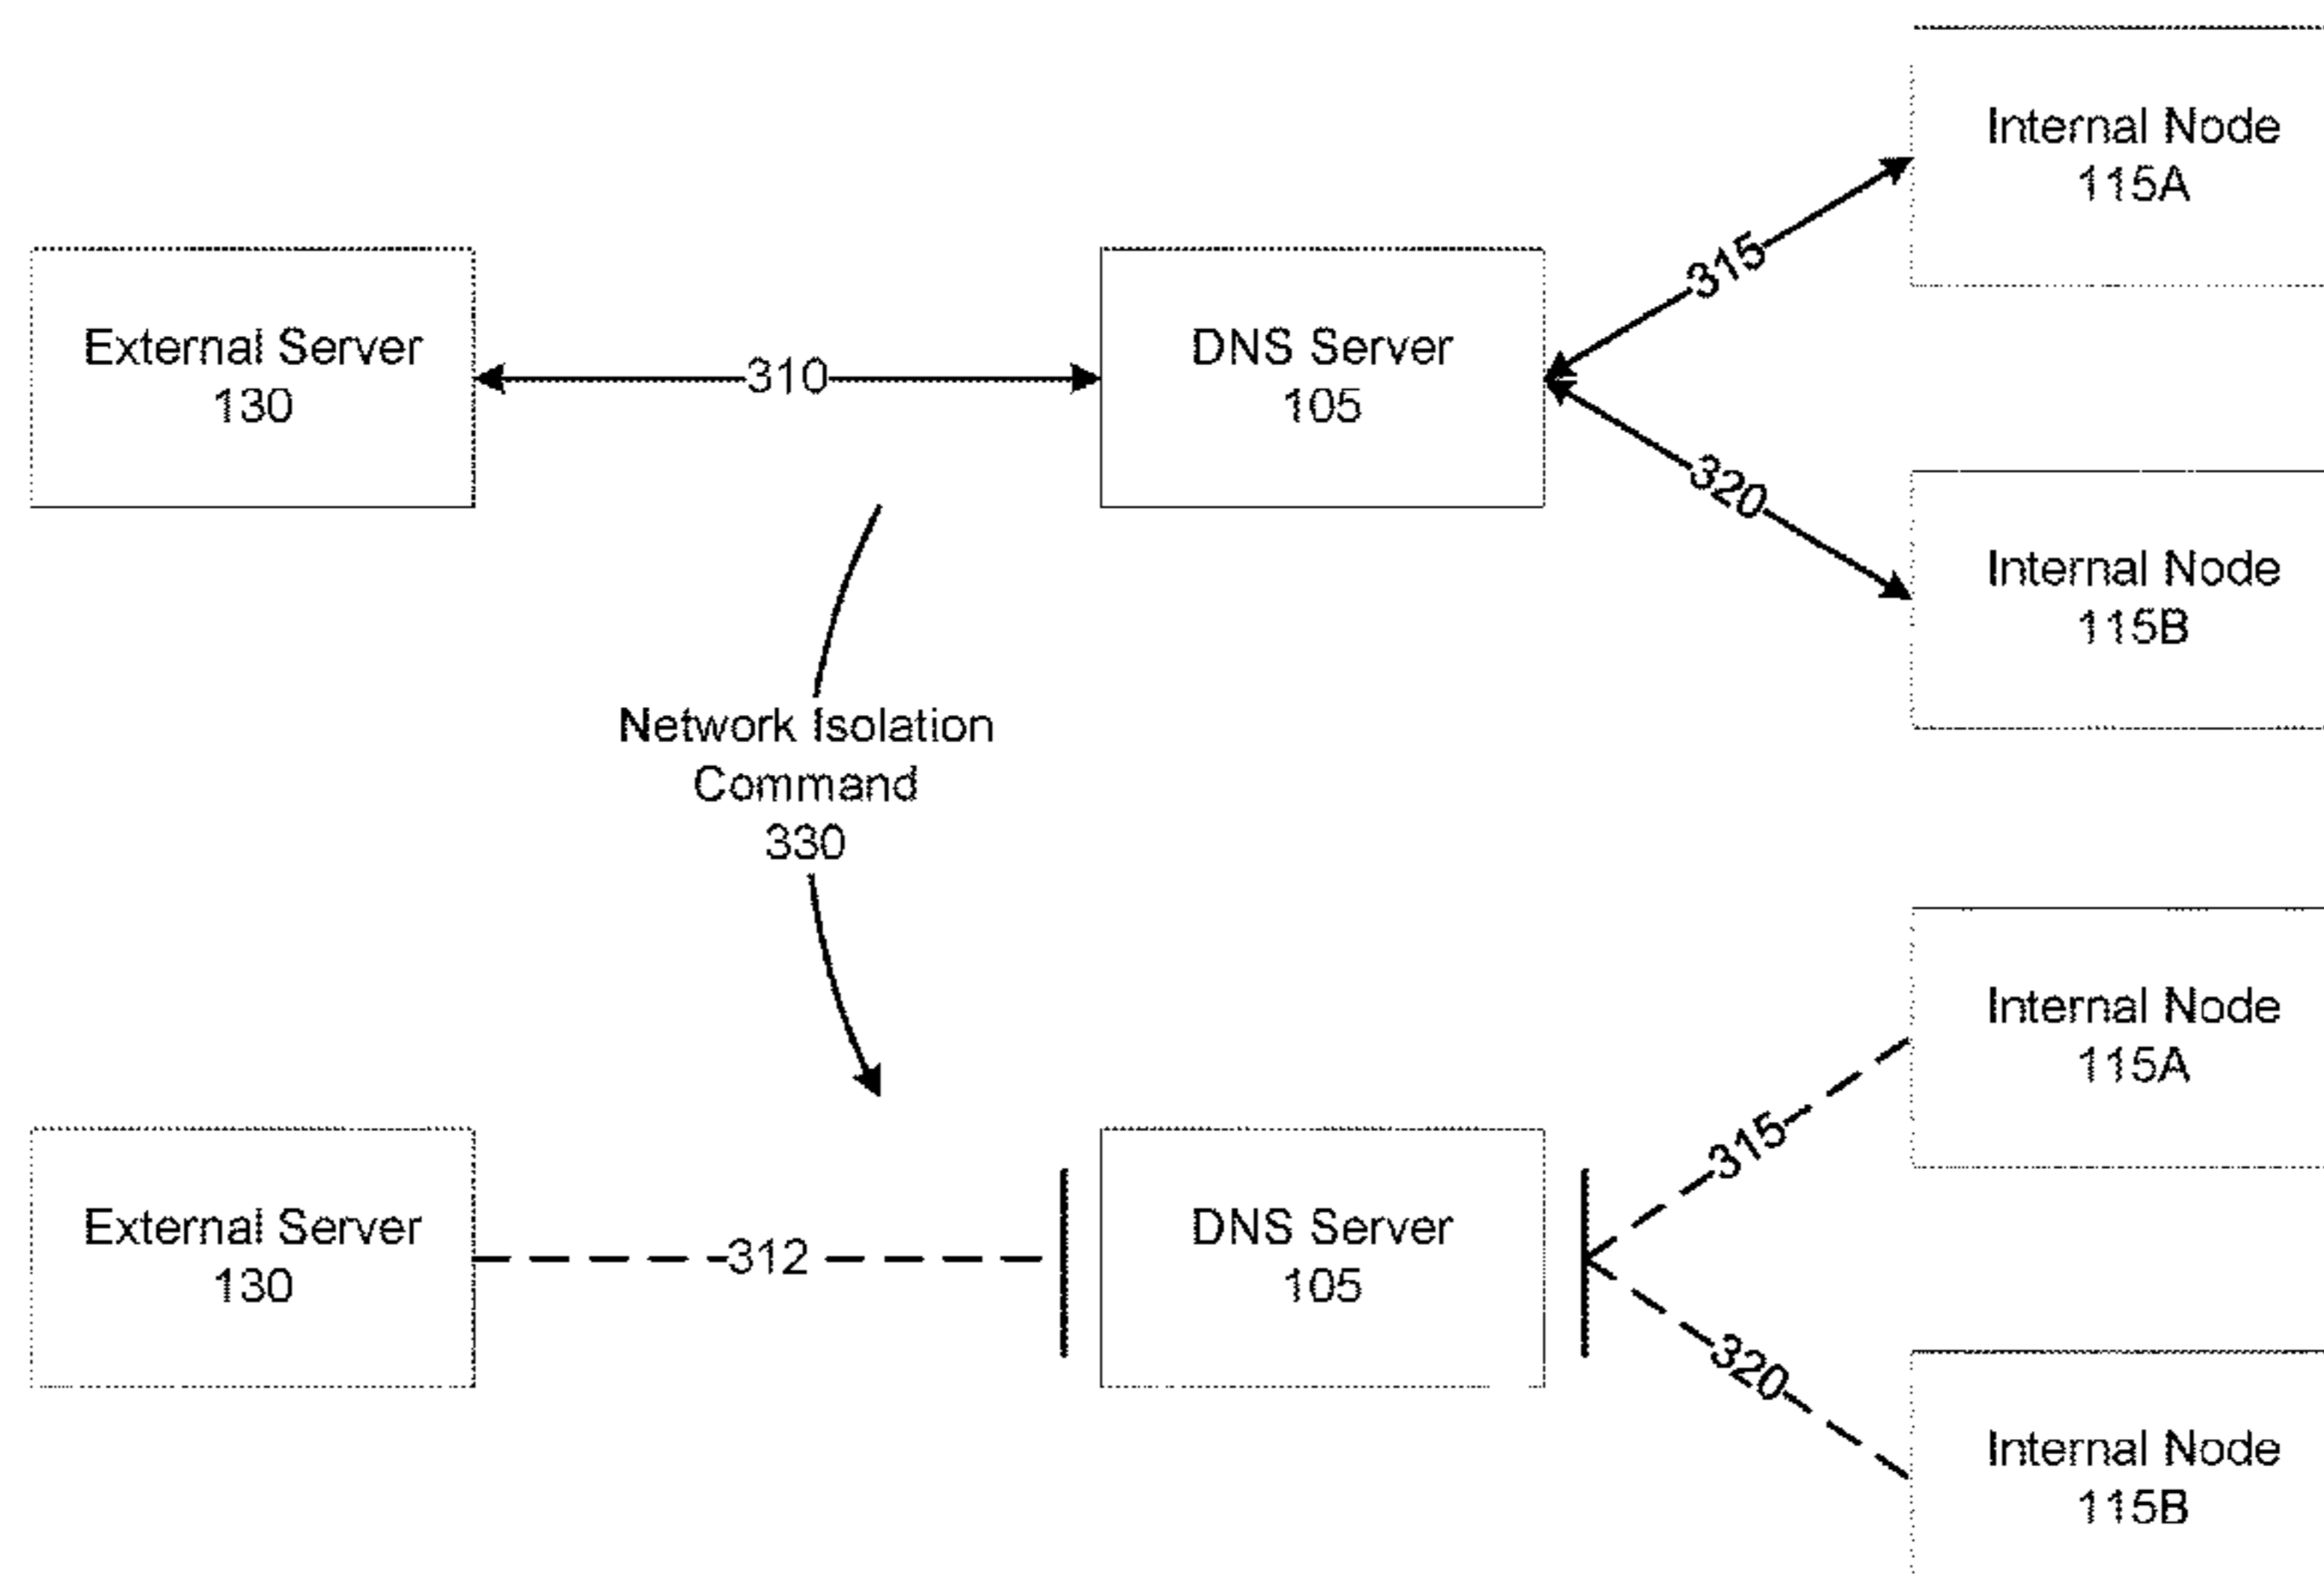 Internal Node
115A
315
External Server
130
310
DNS Server
105
320
Internal Node
115B
Network Isolation
Command
330
Internal Node
115A
315
External Server
130
312
DNS Server
105
320
Internal Node
115B